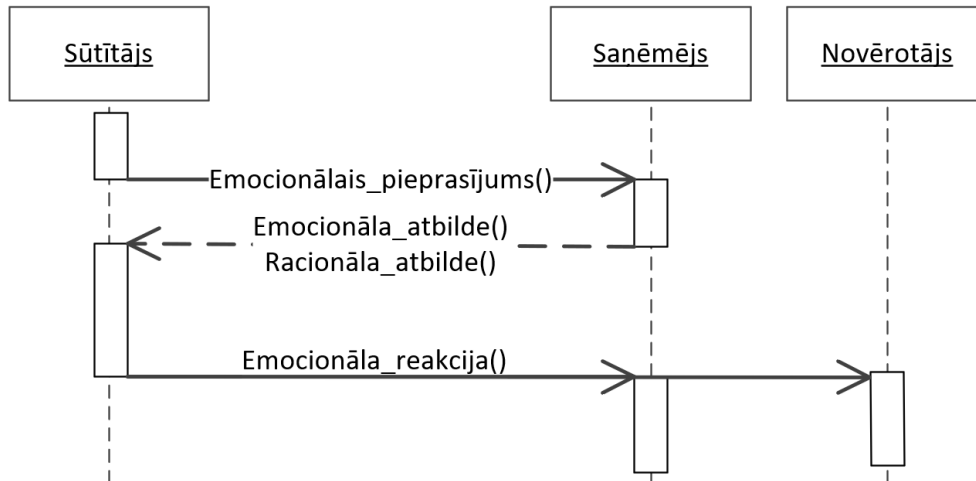 Sūtītājs
Saņēmējs
Novērotājs
Emocionālais_pieprasījums()
Emocionāla_atbilde()
Racionāla_atbilde()
Emocionāla_reakcija()